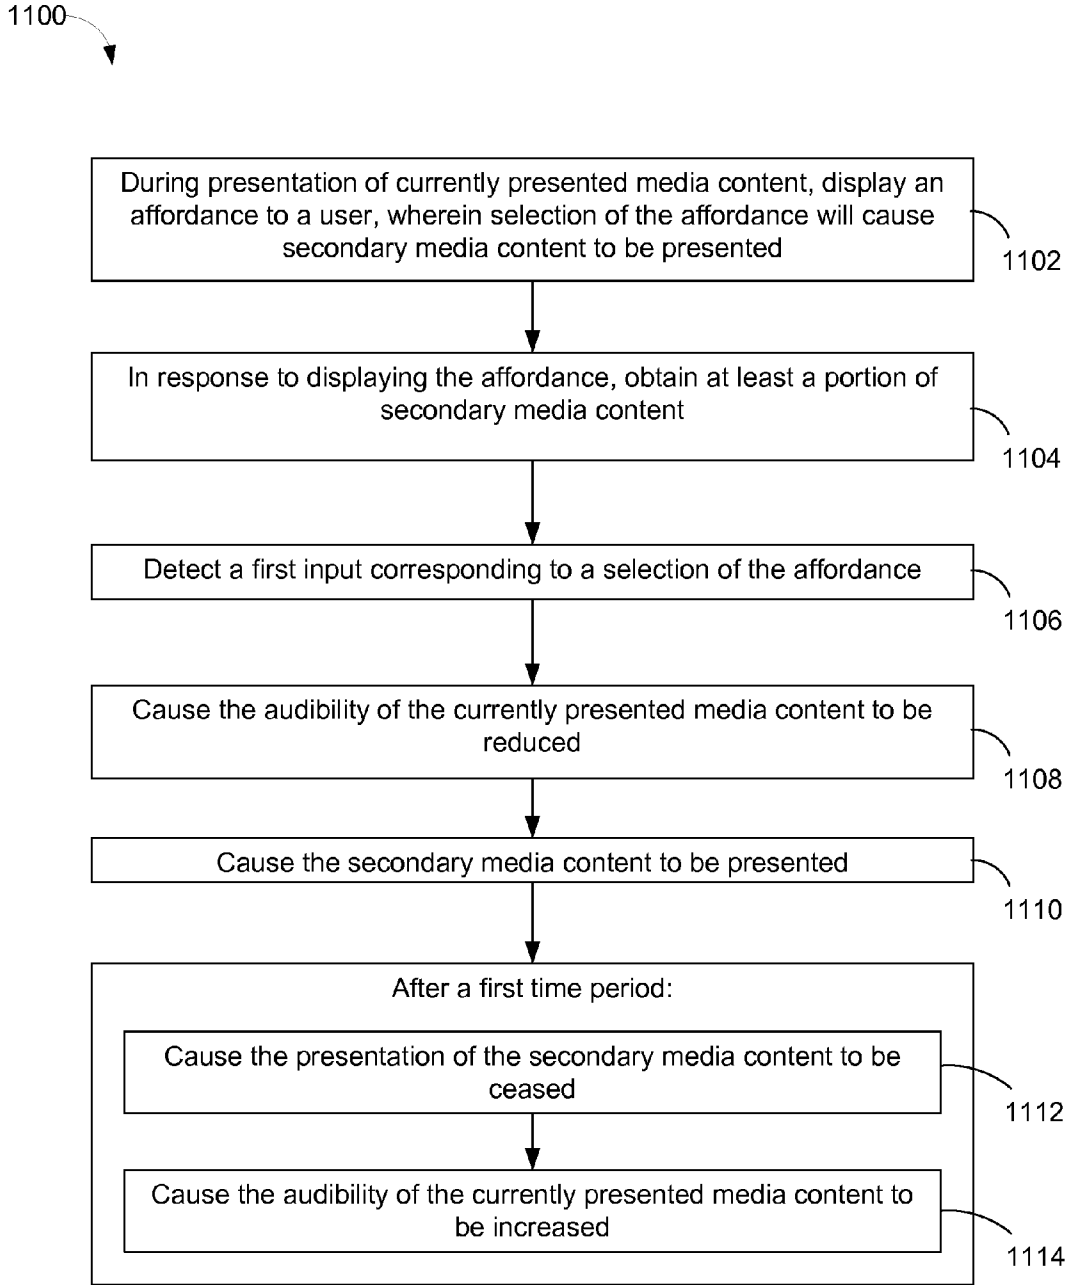 1100
During presentation of currently presented media content, display an
affordance to a user, wherein selection of the affordance will cause
secondary media content to be presented
1102
In response to displaying the affordance, obtain at least a portion of
secondary media content
1104
Detect a first input corresponding to a selection of the affordance
1106
Cause the audibility of the currently presented media content to be
reduced
1108
Cause the secondary media content to be presented
1110
After a first time period:
Cause the presentation of the secondary media content to be
ceased
1112
Cause the audibility of the currently presented media content to
be increased
1114